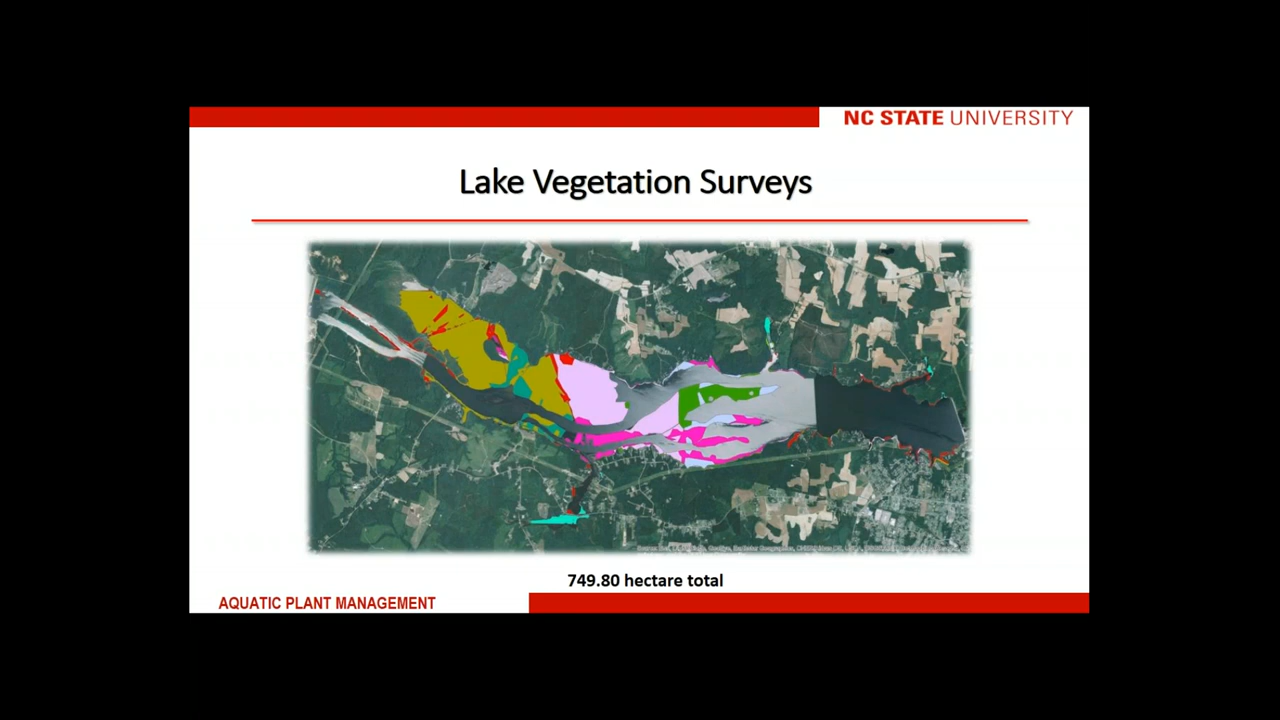 NC STATE UNIVERSITY
Lake Vegetation Surveys
749.80 hectare total
AQUATIC PLANT MANAGEMENT